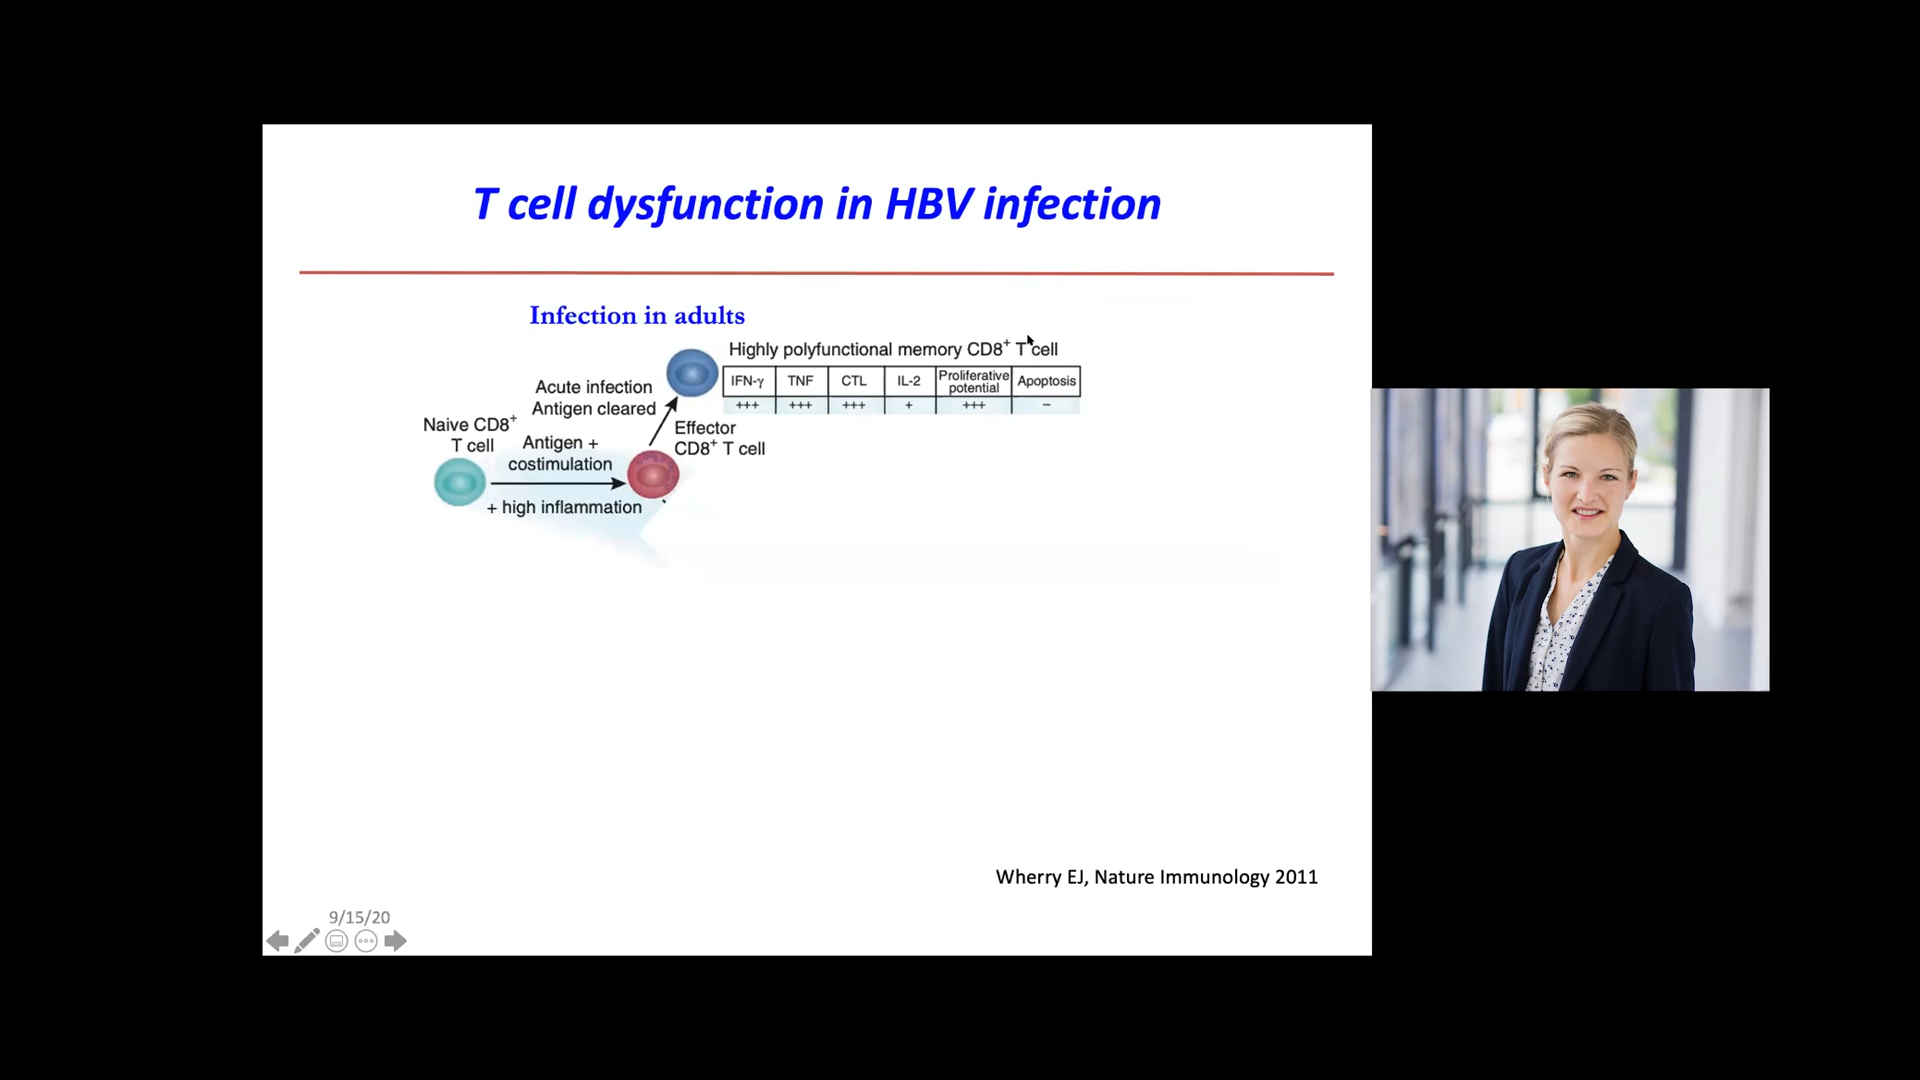 T cell dysfunction in HBV infection
Infection in adults
Highly polyfunctional memory CD8+ T cell
IFN-γ TNF CTL IL-2 Proliferative potential Apoptosis
+++ +++ +++ + +++ −
Acute infection
Antigen cleared
Naive CD8+
T cell
Antigen +
costimulation
+ high inflammation
Effector
CD8+ T cell
Wherry EJ, Nature Immunology 2011
9/15/20